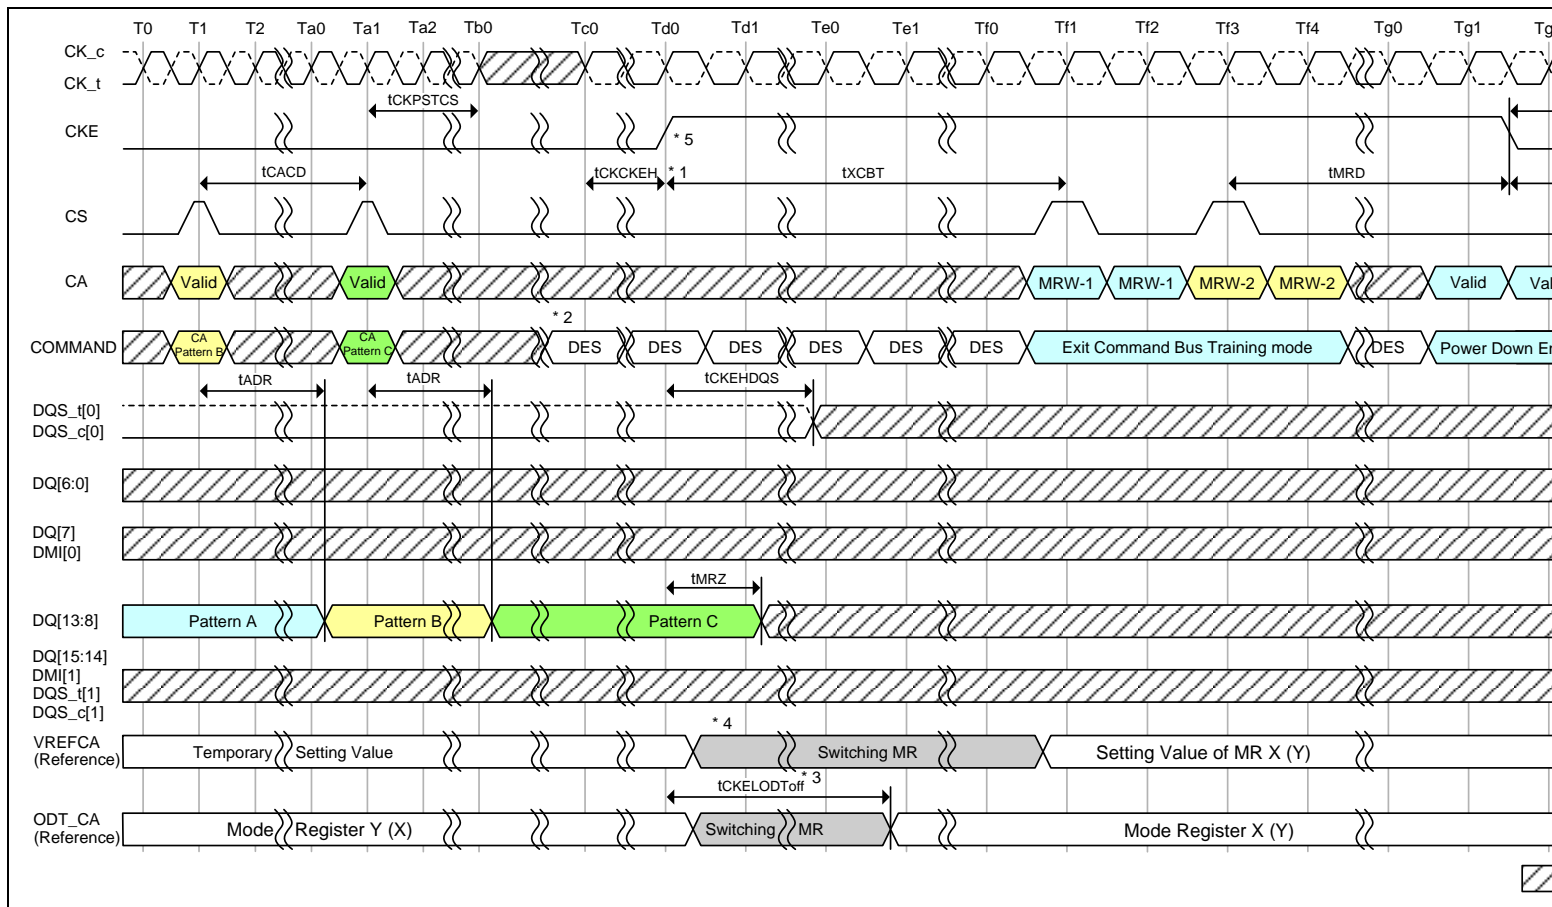 T0 T1 T2 Ta0 Ta1 Ta2 Tb0 Tc0 Td0 Td1 Te0 Te1 Tf0 Tf1 Tf2 Tf3 Tf4 Tg0 Tg1 Tg
CK_c
CK_t
tCKPSTCS
CKE
* 5
tCACD tCKCKEH * 1 tXCBT tMRD
CS
CA Valid Valid MRW-1 MRW-1 MRW-2 MRW-2 Valid Val
* 2
COMMAND CA Pattern B CA Pattern C DES DES DES DES DES DES Exit Command Bus Training mode DES Power Down En
tADR tADR tCKEHDQS
DQS_t[0]
DQS_c[0]
DQ[6:0]
DQ[7]
DMI[0]
tMRZ
DQ[13:8] Pattern A Pattern B Pattern C
DQ[15:14]
DMI[1]
DQS_t[1]
DQS_c[1]
* 4
VREFCA
(Reference)
Temporary Setting Value Switching MR Setting Value of MR X (Y)
tCKELODToff * 3
ODT_CA
(Reference)
Mode Register Y (X) Switching MR Mode Register X (Y)